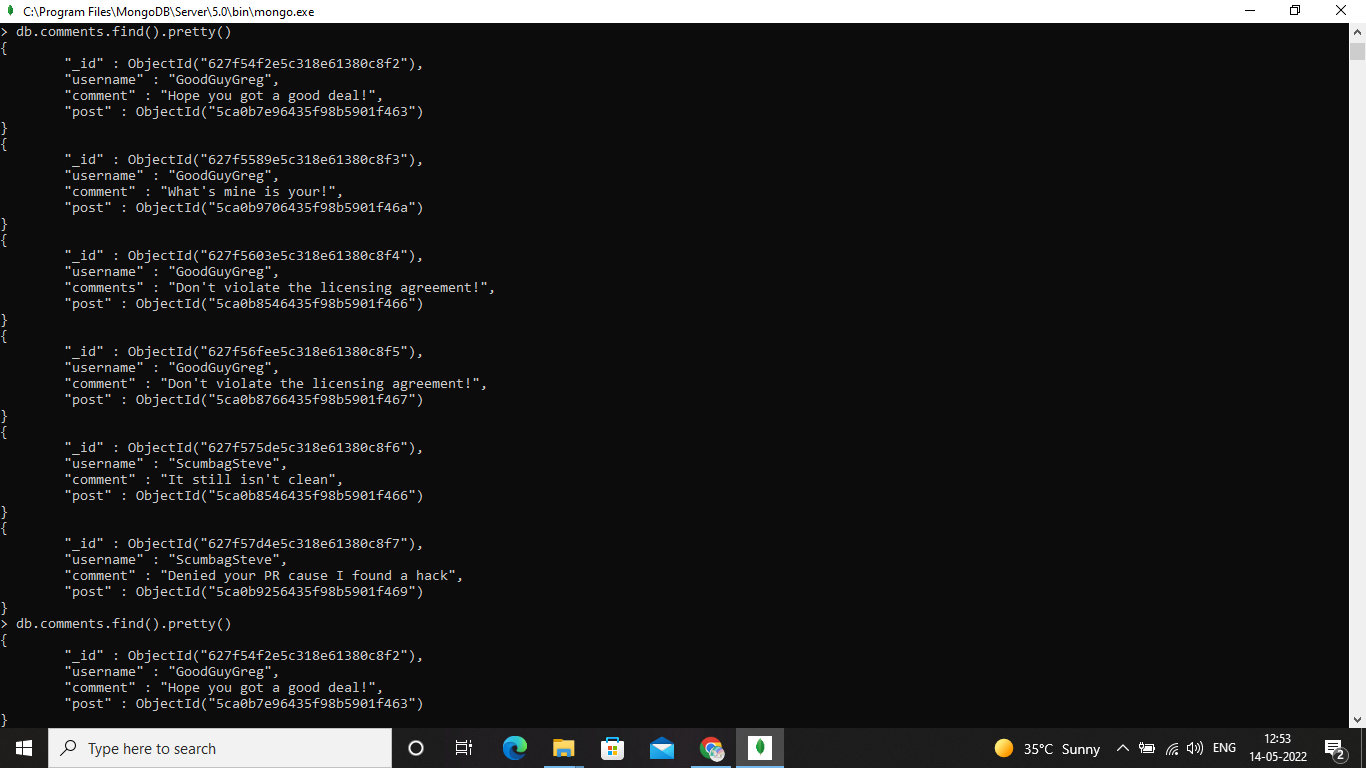 C:\Program Files\MongoDB\Server\5.0\bin\mongo.exe
> db.comments.find().pretty()
{
"_id" : ObjectId("627f54f2e5c318e61380c8f2"),
"username" : "GoodGuyGreg",
"comment" : "Hope you got a good deal!",
"post" : ObjectId("5ca0b7e96435f98b5901f463")
}
{
"_id" : ObjectId("627f5589e5c318e61380c8f3"),
"username" : "GoodGuyGreg",
"comment" : "What's mine is your!",
"post" : ObjectId("5ca0b9706435f98b5901f46a")
}
{
"_id" : ObjectId("627f5603e5c318e61380c8f4"),
"username" : "GoodGuyGreg",
"comments" : "Don't violate the licensing agreement!",
"post" : ObjectId("5ca0b8546435f98b5901f466")
}
{
"_id" : ObjectId("627f56fee5c318e61380c8f5"),
"username" : "GoodGuyGreg",
"comment" : "Don't violate the licensing agreement!",
"post" : ObjectId("5ca0b8766435f98b5901f467")
}
{
"_id" : ObjectId("627f575de5c318e61380c8f6"),
"username" : "ScumbagSteve",
"comment" : "It still isn't clean",
"post" : ObjectId("5ca0b8546435f98b5901f466")
}
{
"_id" : ObjectId("627f57d4e5c318e61380c8f7"),
"username" : "ScumbagSteve",
"comment" : "Denied your PR cause I found a hack",
"post" : ObjectId("5ca0b9256435f98b5901f469")
}
> db.comments.find().pretty()
{
"_id" : ObjectId("627f54f2e5c318e61380c8f2"),
"username" : "GoodGuyGreg",
"comment" : "Hope you got a good deal!",
"post" : ObjectId("5ca0b7e96435f98b5901f463")
}
Type here to search
35°C Sunny
ENG
12:53
14-05-2022
2